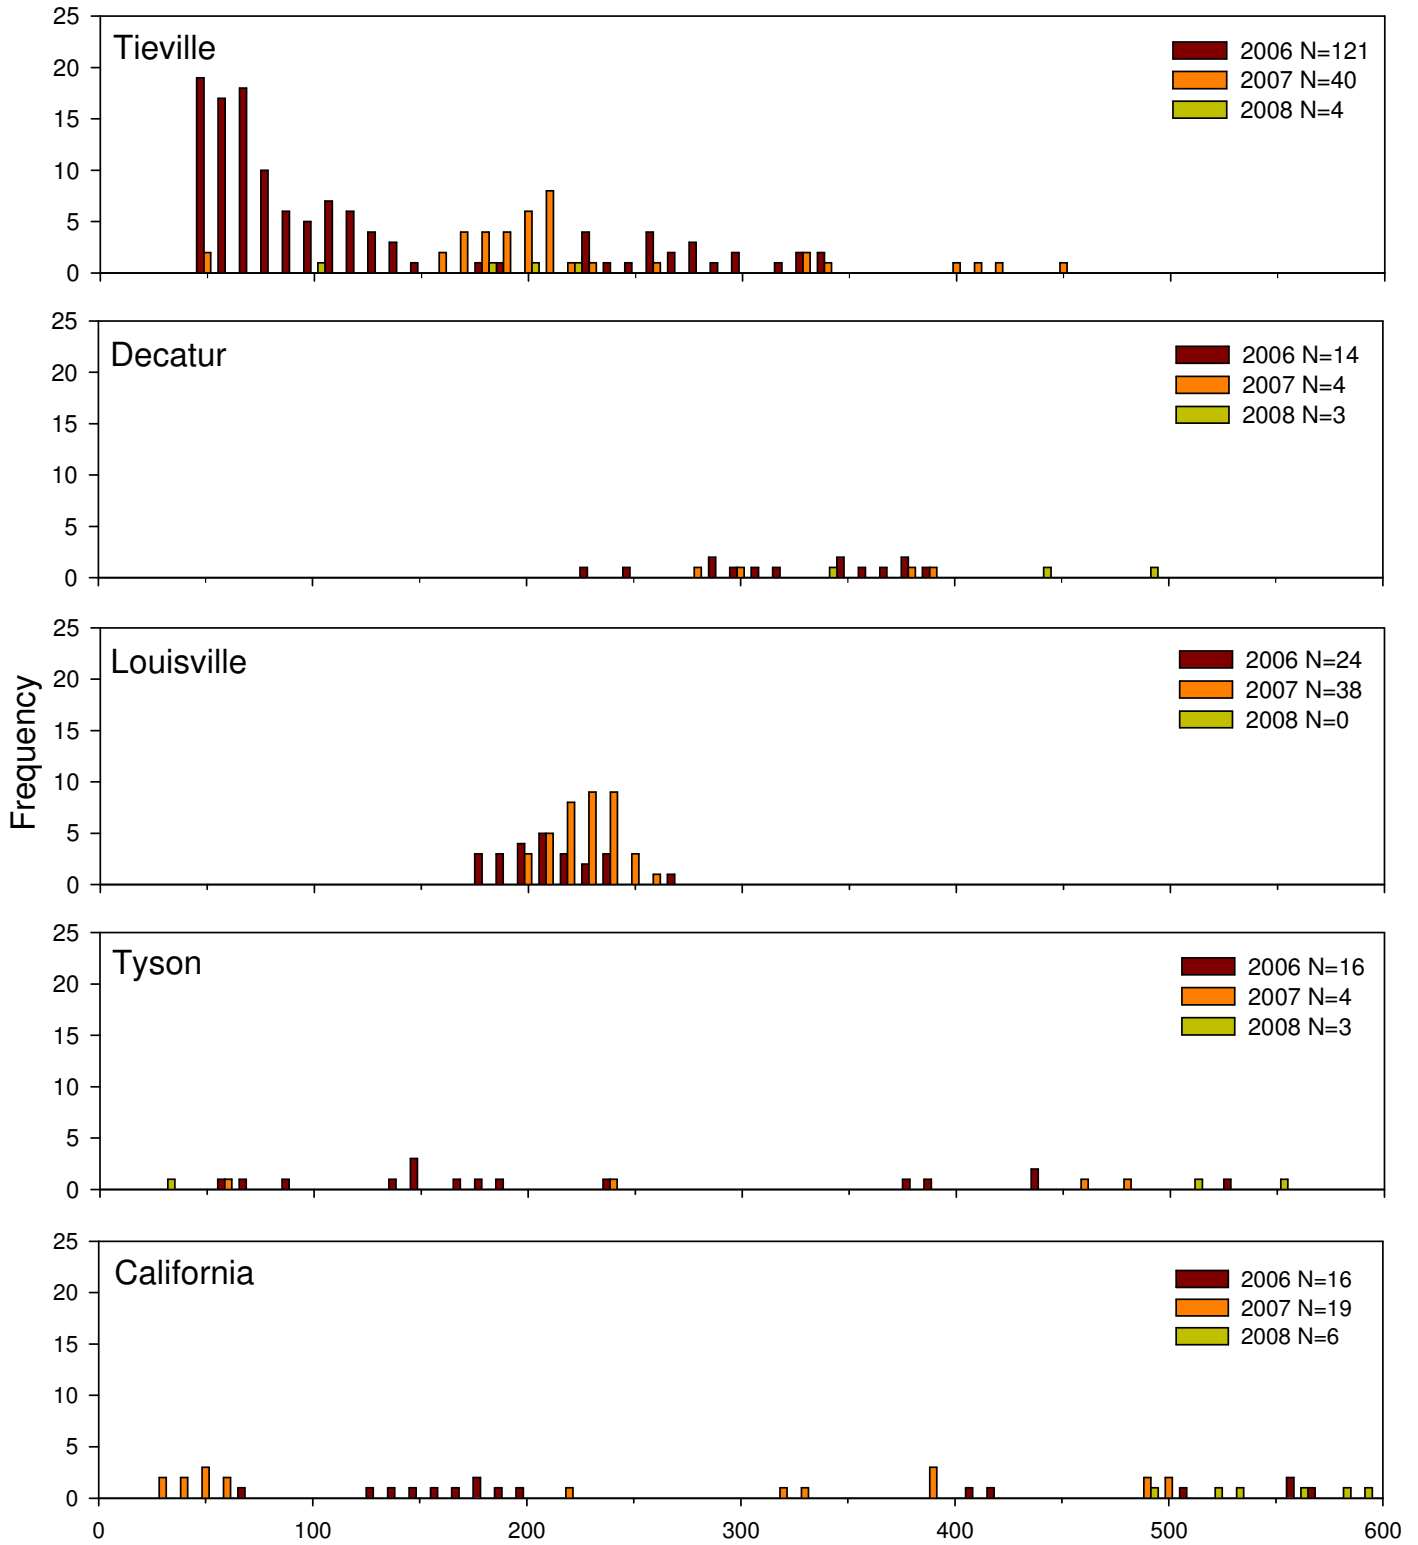 25
20
15
10
5
0
Tieville
2006 N=121
2007 N=40
2008 N=4
25
20
15
10
5
0
Decatur
2006 N=14
2007 N=4
2008 N=3
Frequency
25
20
15
10
5
0
Louisville
2006 N=24
2007 N=38
2008 N=0
25
20
15
10
5
0
Tyson
2006 N=16
2007 N=4
2008 N=3
25
20
15
10
5
0
California
2006 N=16
2007 N=19
2008 N=6
0 100 200 300 400 500 600